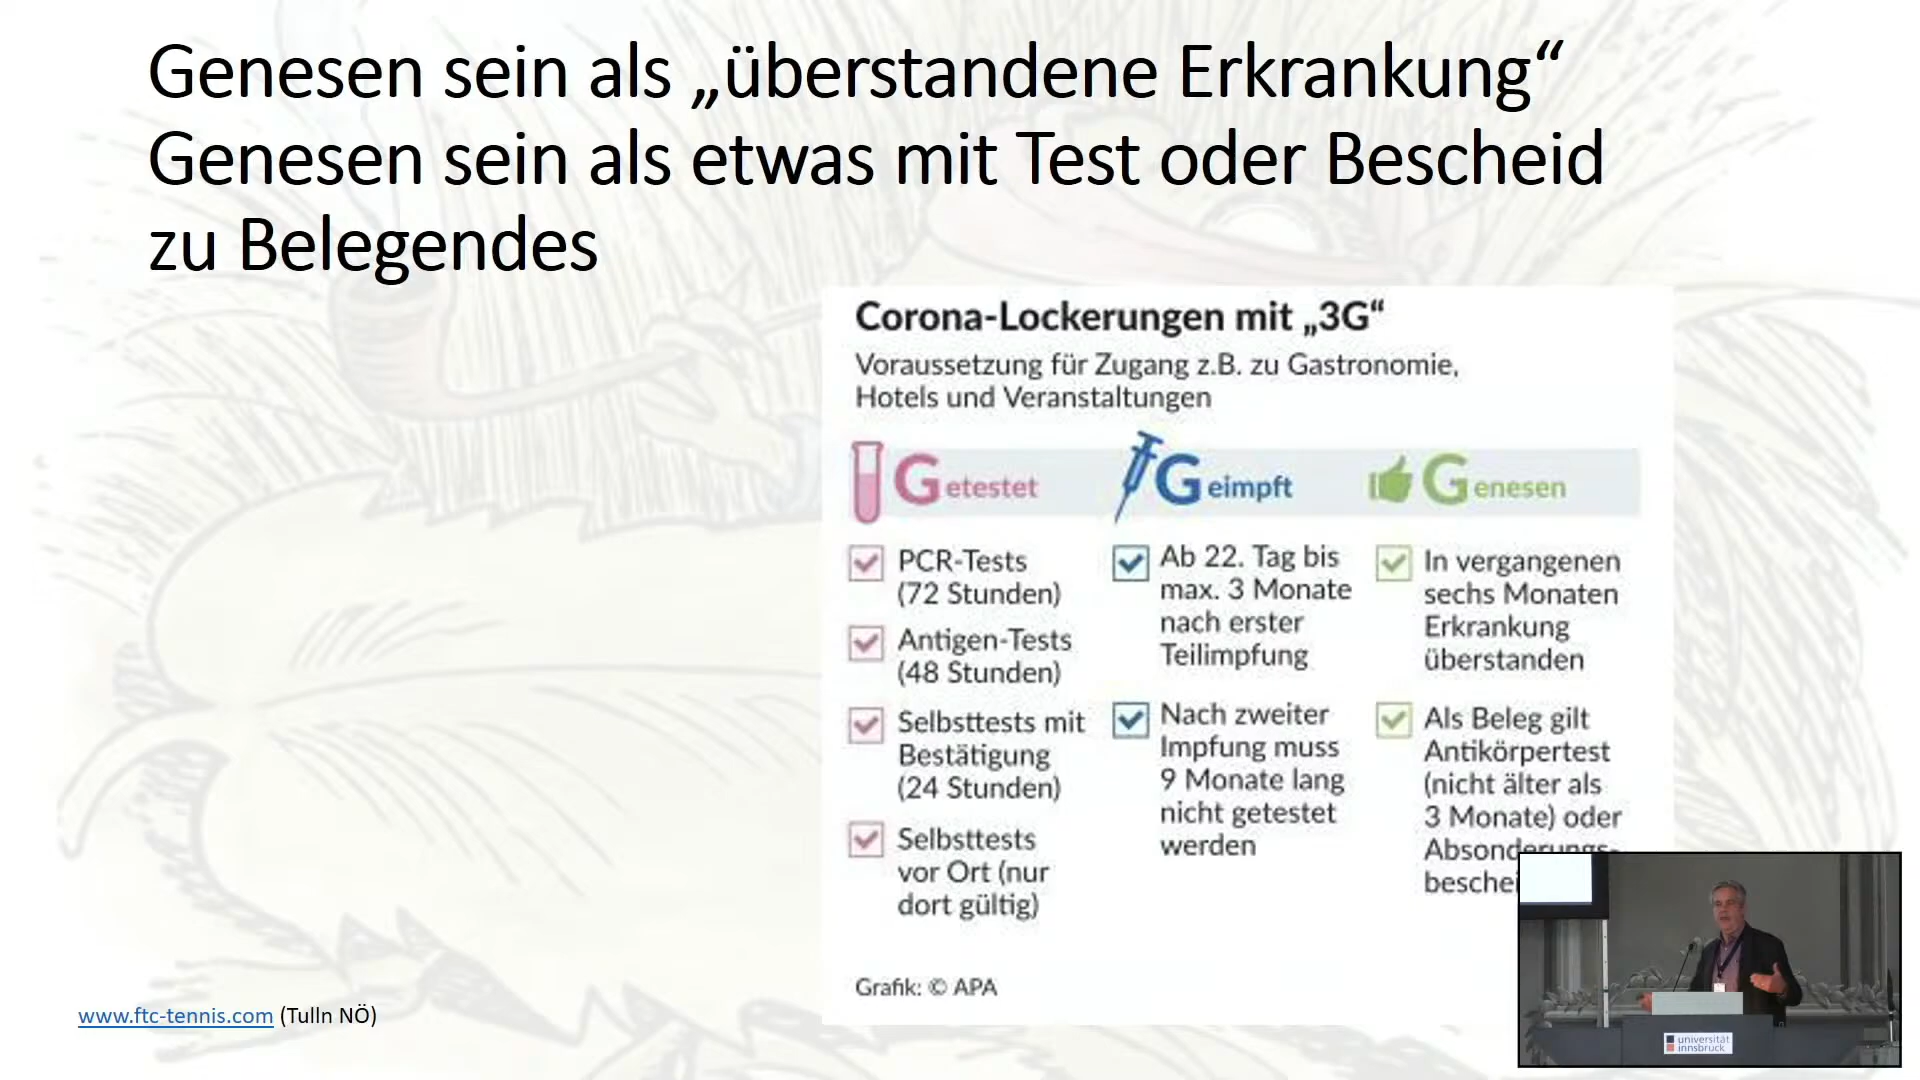 Genesen sein als „überstandene Erkrankung“
Genesen sein als etwas mit Test oder Bescheid
zu Belegendes
Corona-Lockerungen mit „3G“
Voraussetzung für Zugang z.B. zu Gastronomie,
Hotels und Veranstaltungen
Getestet
PCR-Tests
(72 Stunden)
Antigen-Tests
(48 Stunden)
Selbsttests mit
Bestätigung
(24 Stunden)
Selbsttests
vor Ort (nur
dort gültig)
Geimpft
Ab 22. Tag bis
max. 3 Monate
nach erster
Teilimpfung
Nach zweiter
Impfung muss
9 Monate lang
nicht getestet
werden
Genesen
In vergangenen
sechs Monaten
Erkrankung
überstanden
Als Beleg gilt
Antikörpertest
(nicht älter als
3 Monate) oder
Absonderungs-
Grafik: © APA
www.ftc-tennis.com (Tulln NÖ)
universität
innsbruck